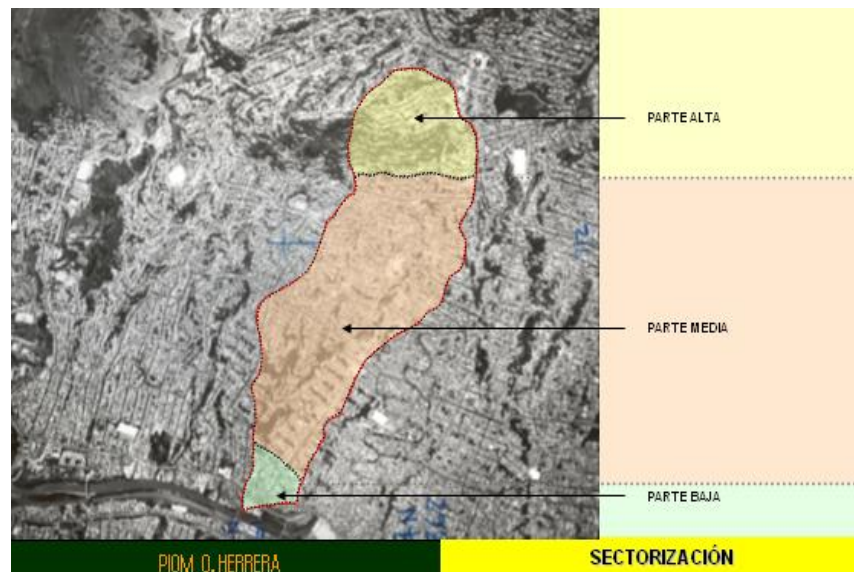 PARTE ALTA
PARTE MEDIA
PARTE BAJA
PIOM Q. HERRERA
SECTORIZACIÓN